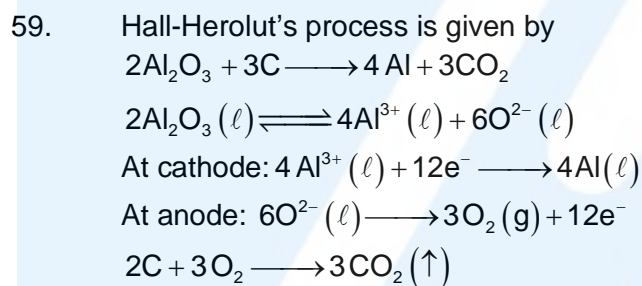 59. Hall-Herolut's process is given by
2Al₂O₃ + 3C ⟶ 4 Al + 3CO₂
2Al₂O₃ (ℓ) ⇌ 4Al³⁺ (ℓ) + 6O²⁻ (ℓ)
At cathode: 4 Al³⁺ (ℓ) + 12e⁻ ⟶ 4Al(ℓ)
At anode: 6O²⁻ (ℓ) ⟶ 3O₂ (g) + 12e⁻
2C + 3O₂ ⟶ 3CO₂ (↑)